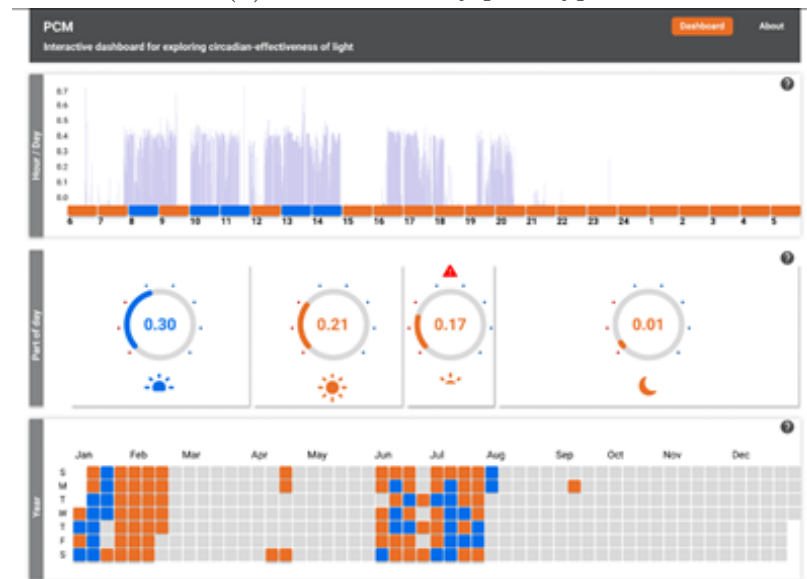 PCM
Dashboard About
Interactive dashboard for exploring circadian-effectiveness of light
Hour / Day
0.7
0.6
0.5
0.4
0.3
0.2
0.1
0.0
6 7 8 9 10 11 12 13 14 15 16 17 18 19 20 21 22 23 24 1 2 3 4 5
Part of day
0.30 0.21 0.17 0.01
Year
Jan Feb Mar Apr May Jun Jul Aug Sep Oct Nov Dec
S
M
T
W
T
F
S